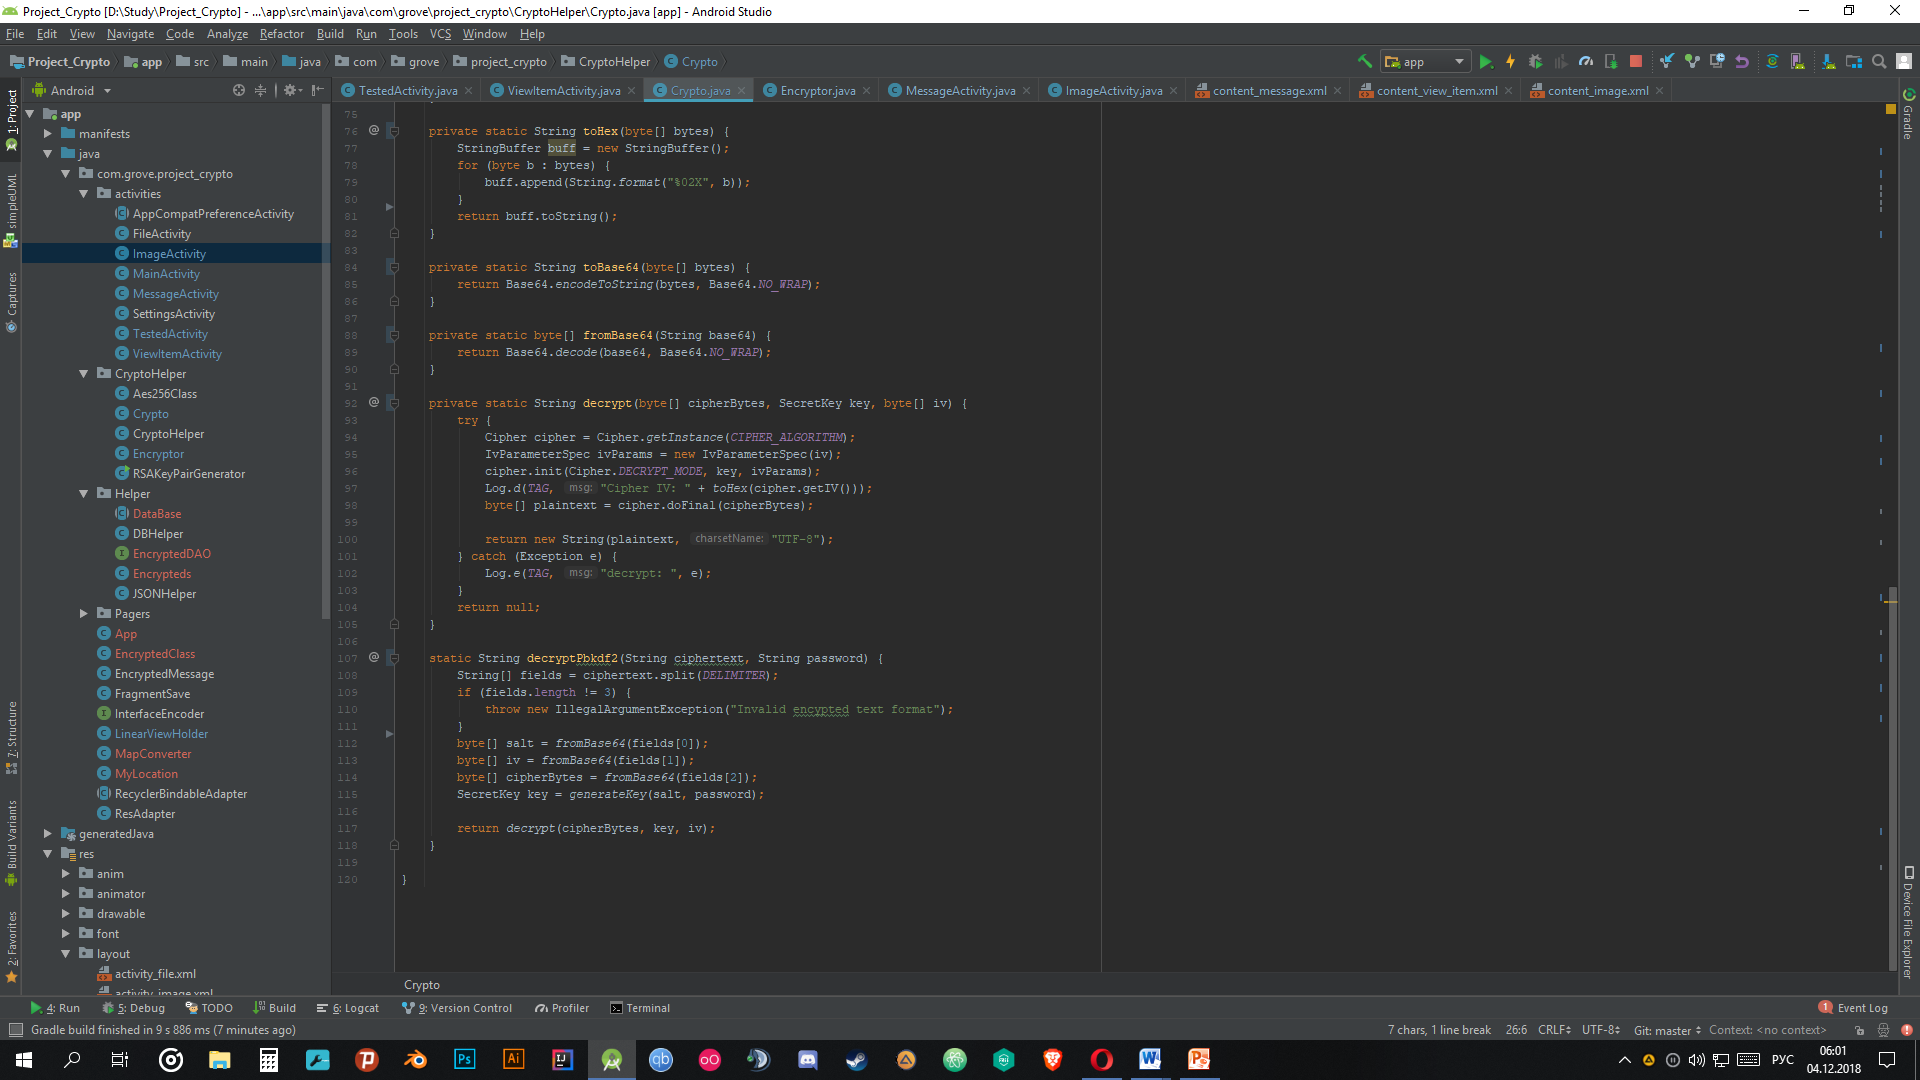 Project_Crypto [D:\Study\Project_Crypto] - ...\app\src\main\java\com\grove\project_crypto\CryptoHelper\Crypto.java [app] - Android Studio
File Edit View Navigate Code Analyze Refactor Build Run Tools VCS Window Help
Project_Crypto app src main java com grove project_crypto CryptoHelper Crypto app
Android TestedActivity.java ViewItemActivity.java Crypto.java Encryptor.java MessageActivity.java ImageActivity.java content_message.xml content_view_item.xml content_image.xml
1: Project
simpleUML
Captures
7: Structure
Build Variants
2: Favorites
app
manifests
java
com.grove.project_crypto
activities
AppCompatPreferenceActivity
FileActivity
ImageActivity
MainActivity
MessageActivity
SettingsActivity
TestedActivity
ViewItemActivity
CryptoHelper
Aes256Class
Crypto
CryptoHelper
Encryptor
RSAKeyPairGenerator
Helper
DataBase
DBHelper
EncryptedDAO
Encrypteds
JSONHelper
Pagers
App
EncryptedClass
EncryptedMessage
FragmentSave
InterfaceEncoder
LinearViewHolder
MapConverter
MyLocation
RecyclerBindableAdapter
ResAdapter
generatedJava
res
anim
animator
drawable
font
layout
activity_file.xml
activity_image.xml
75
76 @ private static String toHex(byte[] bytes) {
77 StringBuffer buff = new StringBuffer();
78 for (byte b : bytes) {
79 buff.append(String.format("%02X", b));
80 }
81 return buff.toString();
82 }
83
84 private static String toBase64(byte[] bytes) {
85 return Base64.encodeToString(bytes, Base64.NO_WRAP);
86 }
87
88 private static byte[] fromBase64(String base64) {
89 return Base64.decode(base64, Base64.NO_WRAP);
90 }
91
92 @ private static String decrypt(byte[] cipherBytes, SecretKey key, byte[] iv) {
93 try {
94 Cipher cipher = Cipher.getInstance(CIPHER_ALGORITHM);
95 IvParameterSpec ivParams = new IvParameterSpec(iv);
96 cipher.init(Cipher.DECRYPT_MODE, key, ivParams);
97 Log.d(TAG, msg: "Cipher IV: " + toHex(cipher.getIV()));
98 byte[] plaintext = cipher.doFinal(cipherBytes);
99
100 return new String(plaintext, charsetName: "UTF-8");
101 } catch (Exception e) {
102 Log.e(TAG, msg: "decrypt: ", e);
103 }
104 return null;
105 }
106
107 @ static String decryptPbkdf2(String ciphertext, String password) {
108 String[] fields = ciphertext.split(DELIMITER);
109 if (fields.length != 3) {
110 throw new IllegalArgumentException("Invalid encypted text format");
111 }
112 byte[] salt = fromBase64(fields[0]);
113 byte[] iv = fromBase64(fields[1]);
114 byte[] cipherBytes = fromBase64(fields[2]);
115 SecretKey key = generateKey(salt, password);
116
117 return decrypt(cipherBytes, key, iv);
118 }
119
120 }
Crypto
Gradle
Device File Explorer
4: Run 5: Debug TODO Build 6: Logcat 9: Version Control Profiler Terminal 1 Event Log
Gradle build finished in 9 s 886 ms (7 minutes ago) 7 chars, 1 line break 26:6 CRLF UTF-8 Git: master Context: <no context>
РУС 06:01
04.12.2018